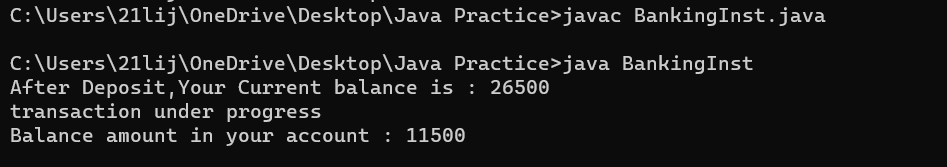 C:\Users\21lij\OneDrive\Desktop\Java Practice>javac BankingInst.java
C:\Users\21lij\OneDrive\Desktop\Java Practice>java BankingInst
After Deposit,Your Current balance is : 26500
transaction under progress
Balance amount in your account : 11500